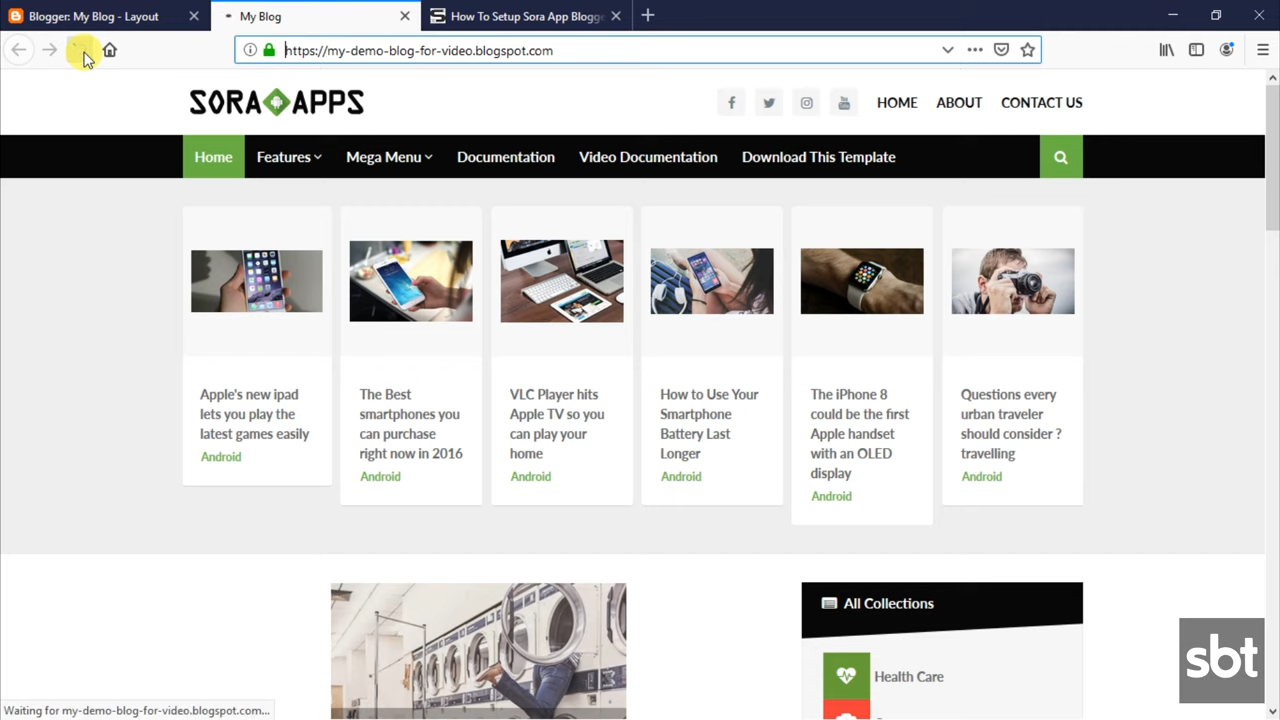 Blogger: My Blog - Layout
My Blog
How To Setup Sora App Blogge
https://my-demo-blog-for-video.blogspot.com
SORA APPS
HOME ABOUT CONTACT US
Home Features Mega Menu Documentation Video Documentation Download This Template
Apple's new ipad
lets you play the
latest games easily
Android
The Best
smartphones you
can purchase
right now in 2016
Android
VLC Player hits
Apple TV so you
can play your
home
Android
How to Use Your
Smartphone
Battery Last
Longer
Android
The iPhone 8
could be the first
Apple handset
with an OLED
display
Android
Questions every
urban traveler
should consider ?
travelling
Android
All Collections
Health Care
sbt
Waiting for my-demo-blog-for-video.blogspot.com...